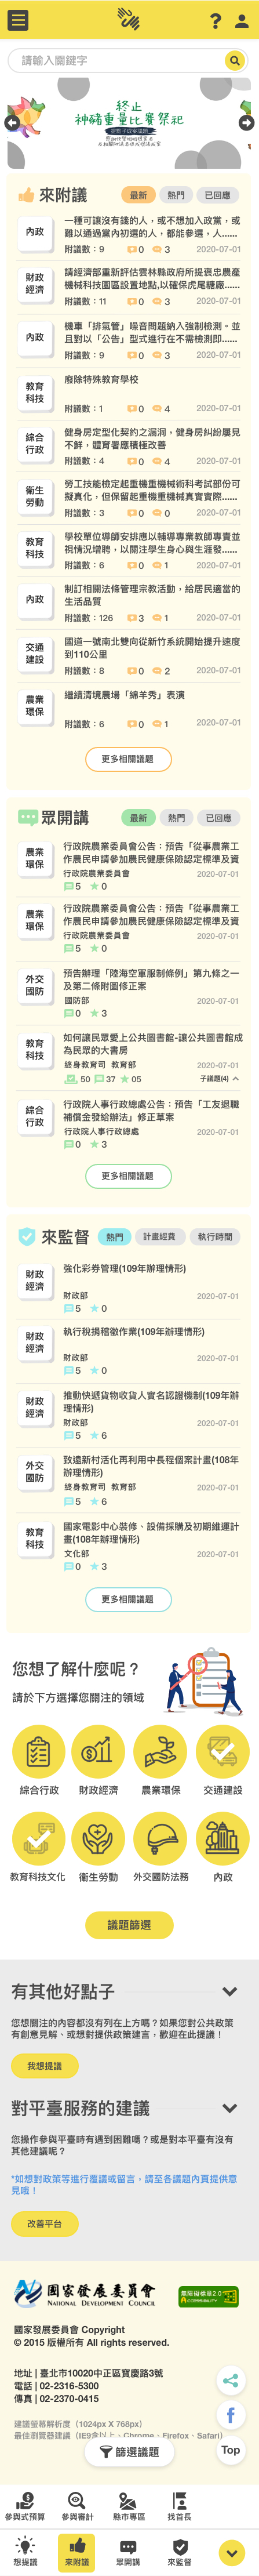 請輸入關鍵字
終止
神豬重量比賽祭祀
來附議
最新 熱門 已回應
內政
一種可讓沒有錢的人，或不想加入政黨，或
難以通過黨內初選的人，都能參選，人......
附議數：9 0 3 2020-07-01
財政
經濟
請經濟部重新評估雲林縣政府所提褒忠農產
機械科技園區設置地點,以確保虎尾糖廠......
附議數：11 0 3 2020-07-01
內政
機車「排氣管」噪音問題納入強制檢測。並
且對以「公告」型式進行在不需檢測即......
附議數：9 0 3 2020-07-01
教育
科技
廢除特殊教育學校
附議數：1 0 4 2020-07-01
綜合
行政
健身房定型化契約之漏洞，健身房糾紛屢見
不鮮，體育署應積極改善
附議數：4 0 4 2020-07-01
衛生
勞動
勞工技能檢定起重機重機械術科考試部份可
擬真化，但保留起重機重機械真實實際......
附議數：3 0 0 2020-07-01
教育
科技
學校單位導師安排應以輔導專業教師專責並
視情況增聘，以關注學生身心與生涯發......
附議數：6 0 1 2020-07-01
內政
制訂相關法條管理宗教活動，給居民適當的
生活品質
附議數：126 3 1 2020-07-01
交通
建設
國道一號南北雙向從新竹系統開始提升速度
到110公里
附議數：8 0 2 2020-07-01
農業
環保
繼續清境農場「綿羊秀」表演
附議數：6 0 1 2020-07-01
更多相關議題
眾開講
最新 熱門 已回應
農業
環保
行政院農業委員會公告：預告「從事農業工
作農民申請參加農民健康保險認定標準及資
行政院農業委員會 2020-07-01
5 0
農業
環保
行政院農業委員會公告：預告「從事農業工
作農民申請參加農民健康保險認定標準及資
行政院農業委員會 2020-07-01
5 0
外交
國防
預告辦理「陸海空軍服制條例」第九條之一
及第二條附圖修正案
國防部 2020-07-01
0 3
教育
科技
如何讓民眾愛上公共圖書館-讓公共圖書館成
為民眾的大書房
終身教育司 教育部 2020-07-01
50 37 05 子議題(4)
綜合
行政
行政院人事行政總處公告：預告「工友退職
補償金發給辦法」修正草案
行政院人事行政總處 2020-07-01
0 3
更多相關議題
來監督
熱門 計畫經費 執行時間
財政
經濟
強化彩券管理(109年辦理情形)
財政部 2020-07-01
5 0
財政
經濟
執行稅捐稽徵作業(109年辦理情形)
財政部 2020-07-01
5 0
財政
經濟
推動快遞貨物收貨人實名認證機制(109年辦
理情形)
財政部 2020-07-01
5 6
外交
國防
致遠新村活化再利用中長程個案計畫(108年
辦理情形)
終身教育司 教育部 2020-07-01
5 6
教育
科技
國家電影中心裝修、設備採購及初期維運計
畫(108年辦理情形)
文化部 2020-07-01
0 3
更多相關議題
您想了解什麼呢？
請於下方選擇您關注的領域
綜合行政 財政經濟 農業環保 交通建設
教育科技文化 衛生勞動 外交國防法務 內政
議題篩選
有其他好點子
您想關注的內容都沒有列在上方嗎？如果您對公共政策
有創意見解、或想對提供政策建言，歡迎在此提議！
我想提議
對平臺服務的建議
您操作參與平臺時有遇到困難嗎？或是對本平臺有沒有
其他建議呢？
*如想對政策等進行覆議或留言，請至各議題內頁提供意
見哦！
改善平台
國家發展委員會
NATIONAL DEVELOPMENT COUNCIL
無障礙標章2.0
ACCESSIBILITY
國家發展委員會 Copyright
© 2015 版權所有 All rights reserved.
地址 | 臺北市10020中正區寶慶路3號
電話 | 02-2316-5300
傳真 | 02-2370-0415
建議螢幕解析度（1024px X 768px）
最佳瀏覽器建議（IE9含以上、Chrome、Firefox、Safari）
篩選議題
Top
參與式預算 參與審計 縣市專區 找首長
想提議 來附議 眾開講 來監督